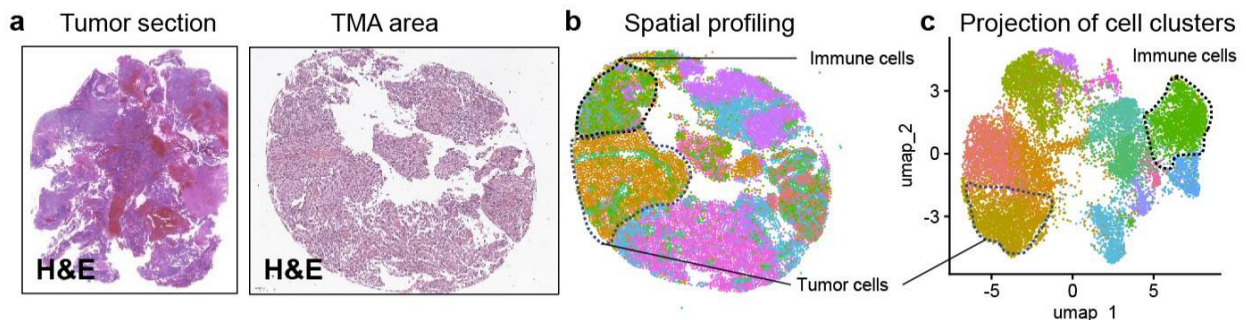 a Tumor section TMA area
H&E
H&E
b Spatial profiling
Immune cells
Tumor cells
c Projection of cell clusters
Immune cells
umap_2
3
0
-3
-5 0 5
umap_1